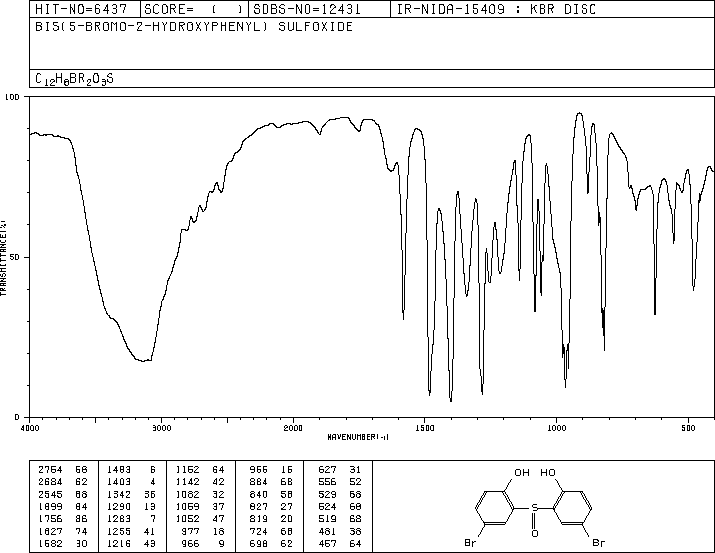 HIT-NO=6437 SCORE= ( ) SDBS-NO=12431 IR-NIDA-15409 : KBR DISC
BIS(5-BROMO-2-HYDROXYPHENYL) SULFOXIDE
C12H8BR2O3S
100
TRANSMITTANCE(%)
50
0
4000 3000 2000 1500 1000 500
WAVENUMBER(-1)
2764 66 1483 6 1162 64 955 15 627 31
2684 62 1403 4 1142 42 884 68 556 52
2545 68 1342 36 1082 32 840 58 529 68
1899 84 1290 13 1059 37 827 27 524 68
1756 86 1283 7 1052 47 819 20 519 68
1627 74 1255 41 977 18 724 68 481 38
1582 30 1216 43 966 9 698 62 457 64
OH HO
S
O
Br Br